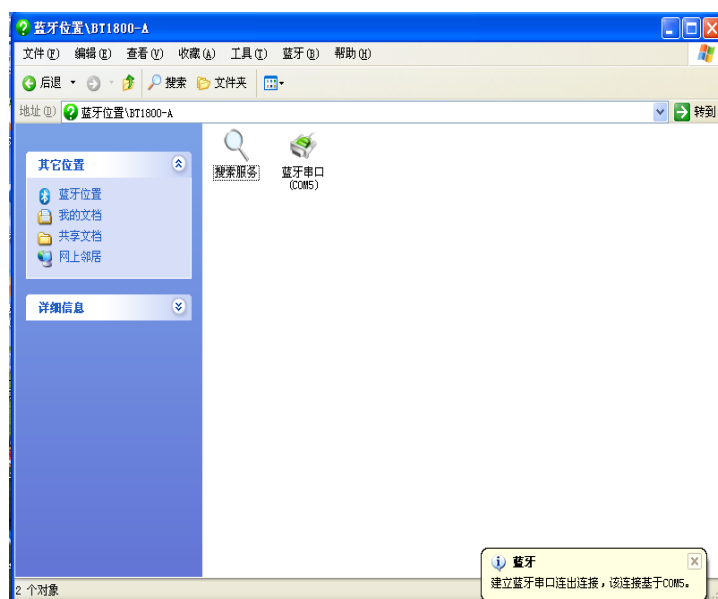 蓝牙位置\BT1800-A
文件(F) 编辑(E) 查看(V) 收藏(A) 工具(T) 蓝牙(B) 帮助(H)
后退 搜索 文件夹
地址(D) 蓝牙位置\BT1800-A 转到
其它位置
蓝牙位置
我的文档
共享文档
网上邻居
详细信息
搜索服务
蓝牙串口
(COM5)
蓝牙
建立蓝牙串口连出连接，该连接基于COM5。
2 个对象